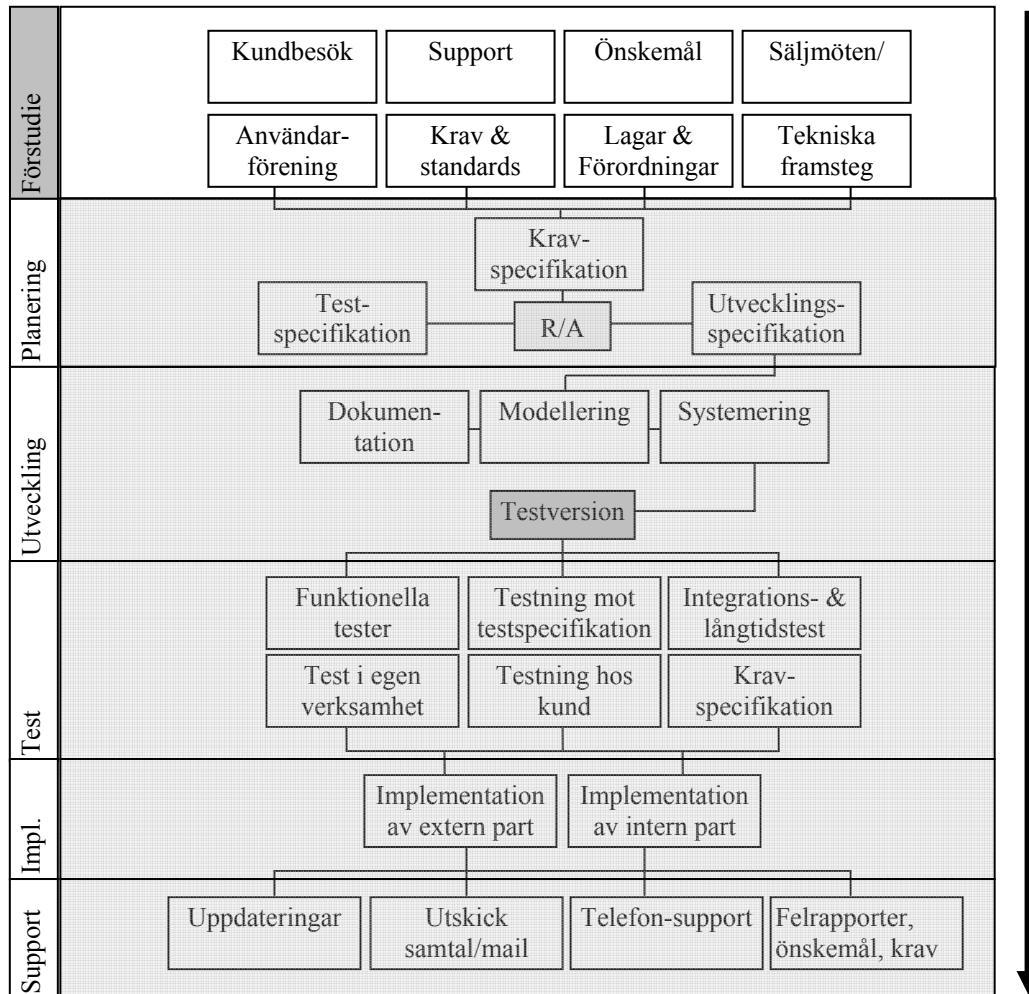 Förstudie
Kundbesök
Support
Önskemål
Säljmöten/
Användar-
förening
Krav &
standards
Lagar &
Förordningar
Tekniska
framsteg
Planering
Krav-
specifikation
Test-
specifikation
R/A
Utvecklings-
specifikation
Utveckling
Dokumen-
tation
Modellering
Systemering
Testversion
Test
Funktionella
tester
Testning mot
testspecifikation
Integrations- &
långtidstest
Test i egen
verksamhet
Testning hos
kund
Krav-
specifikation
Impl.
Implementation
av extern part
Implementation
av intern part
Support
Uppdateringar
Utskick
samtal/mail
Telefon-support
Felrapporter,
önskemål, krav